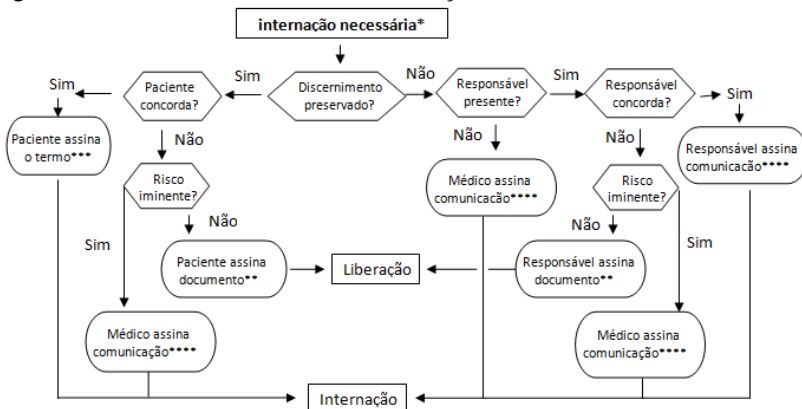 internação necessária*
Sim
Paciente
concorda?
Sim
Discernimento
preservado?
Não
Responsável
presente?
Sim
Responsável
concorda?
Sim
Paciente assina
o termo***
Não
Não
Não
Responsável assina
comunicacão****
Risco
iminente?
Médico assina
comunicação****
Risco
iminente?
Sim
Não
Não
Sim
Paciente assina
documento**
Liberação
Responsável assina
documento**
Médico assina
comunicação****
Médico assina
comunicação****
Internação